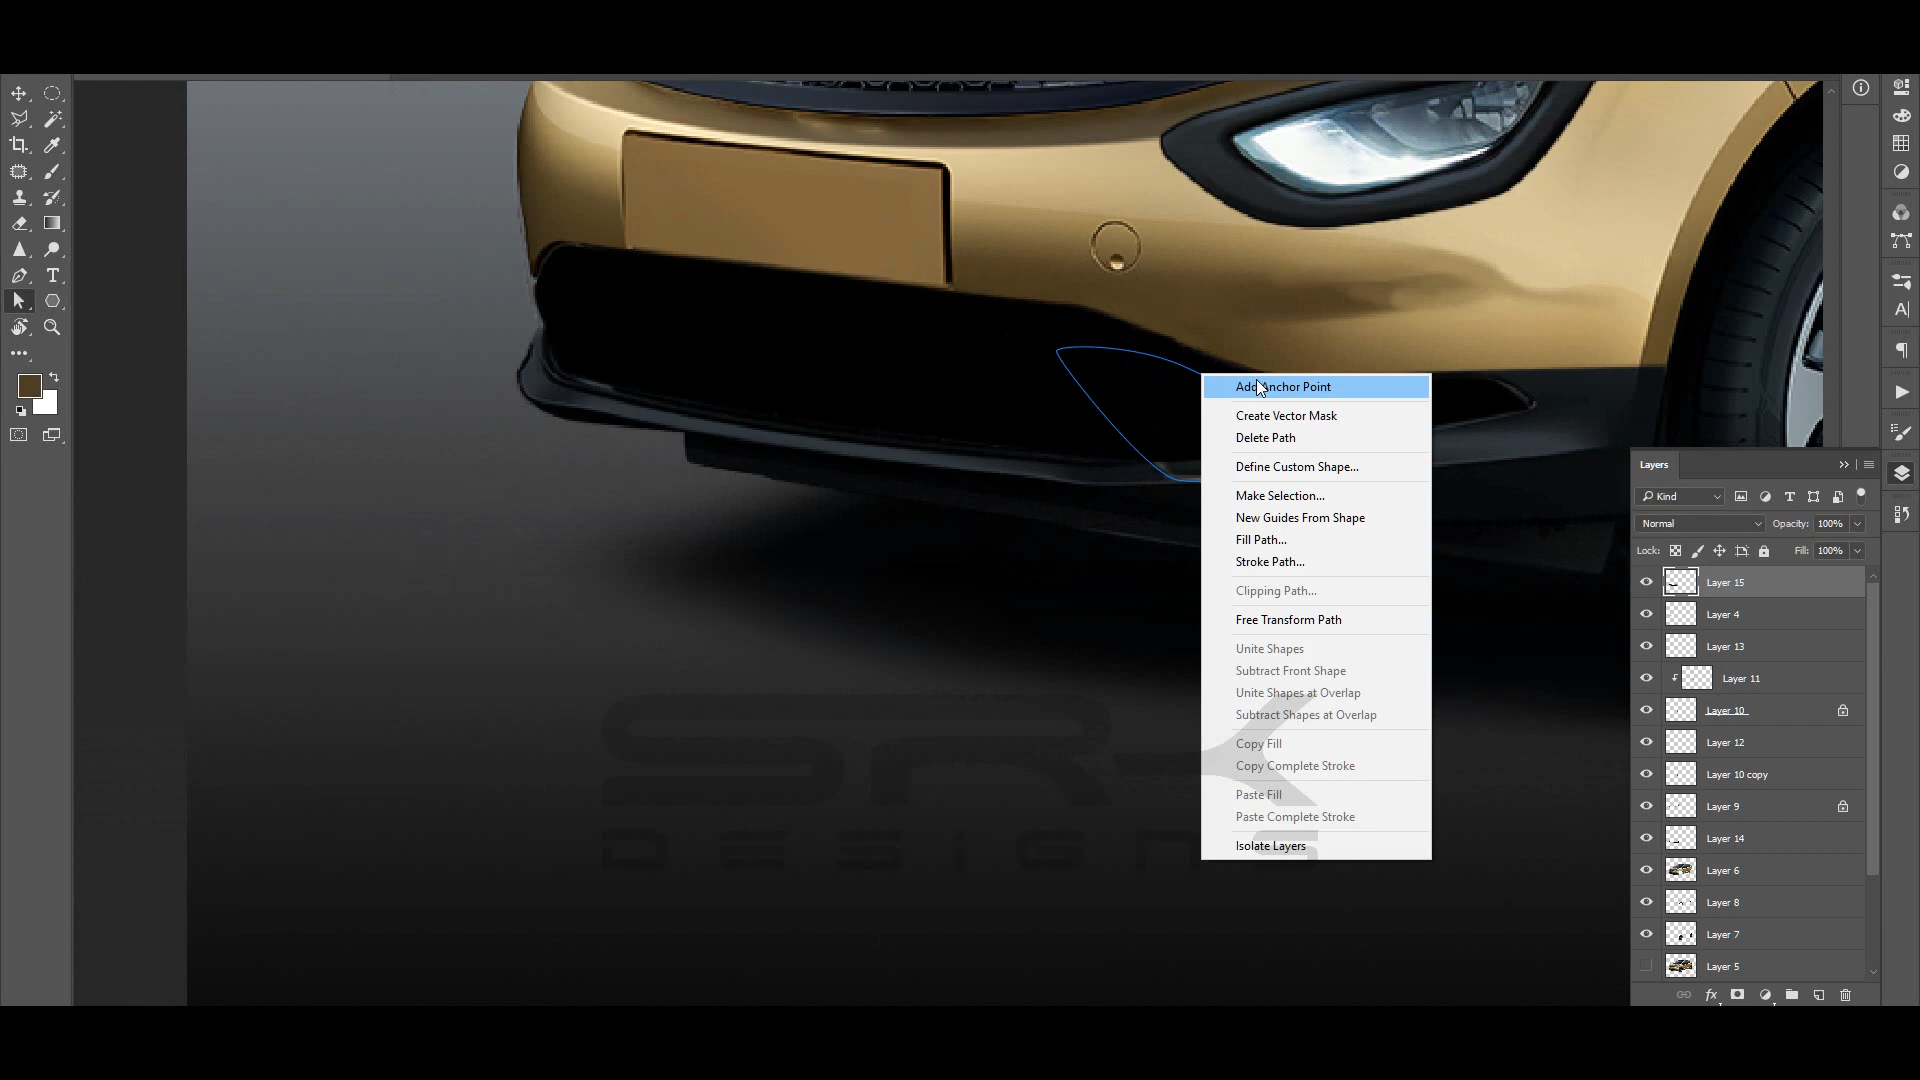 Add Anchor Point
Create Vector Mask
Delete Path
Define Custom Shape...
Make Selection...
New Guides From Shape
Fill Path...
Stroke Path...
Clipping Path...
Free Transform Path
Unite Shapes
Subtract Front Shape
Unite Shapes at Overlap
Subtract Shapes at Overlap
Copy Fill
Copy Complete Stroke
Paste Fill
Paste Complete Stroke
Isolate Layers
SRK
DESIGNS
Layers
Kind
Normal
Opacity: 100%
Lock:
Fill: 100%
Layer 15
Layer 4
Layer 13
Layer 11
Layer 10
Layer 12
Layer 10 copy
Layer 9
Layer 14
Layer 6
Layer 8
Layer 7
Layer 5